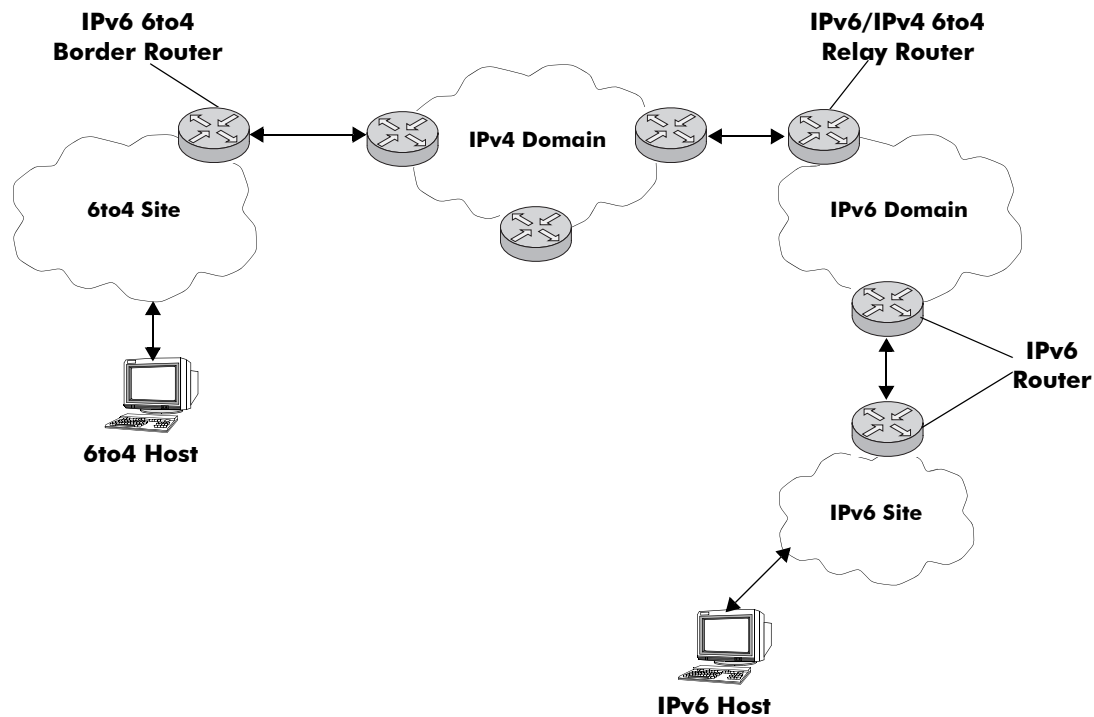 IPv6 6to4
Border Router
IPv6/IPv4 6to4
Relay Router
IPv4 Domain
6to4 Site
IPv6 Domain
IPv6
Router
6to4 Host
IPv6 Site
IPv6 Host